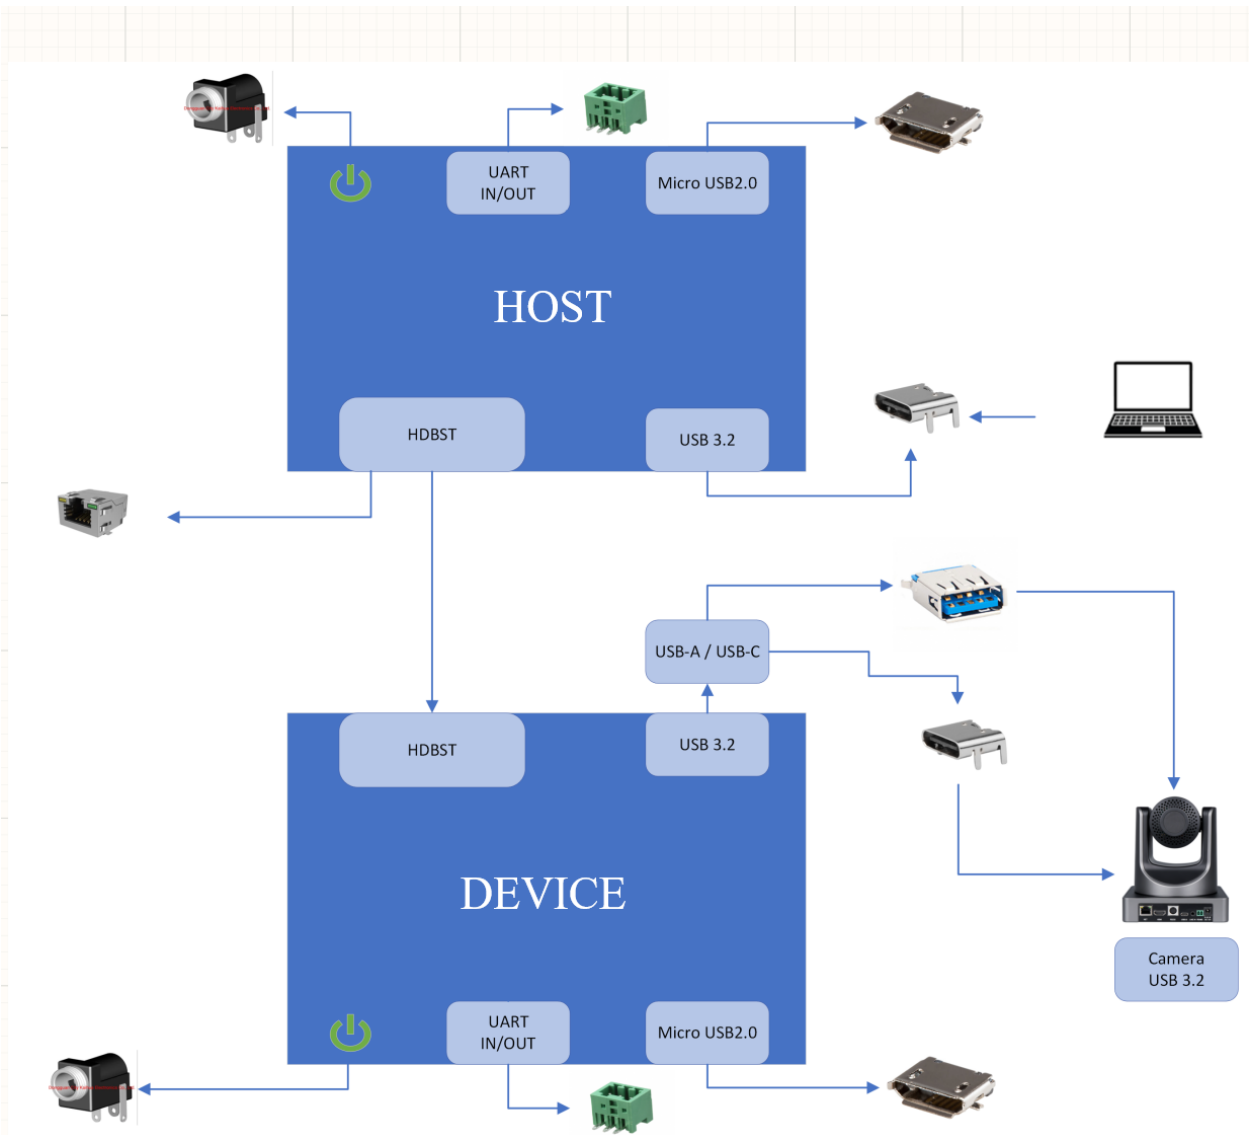 UART
IN/OUT
Micro USB2.0
HOST
HDBST
USB 3.2
USB-A / USB-C
HDBST
USB 3.2
DEVICE
UART
IN/OUT
Micro USB2.0
Camera
USB 3.2